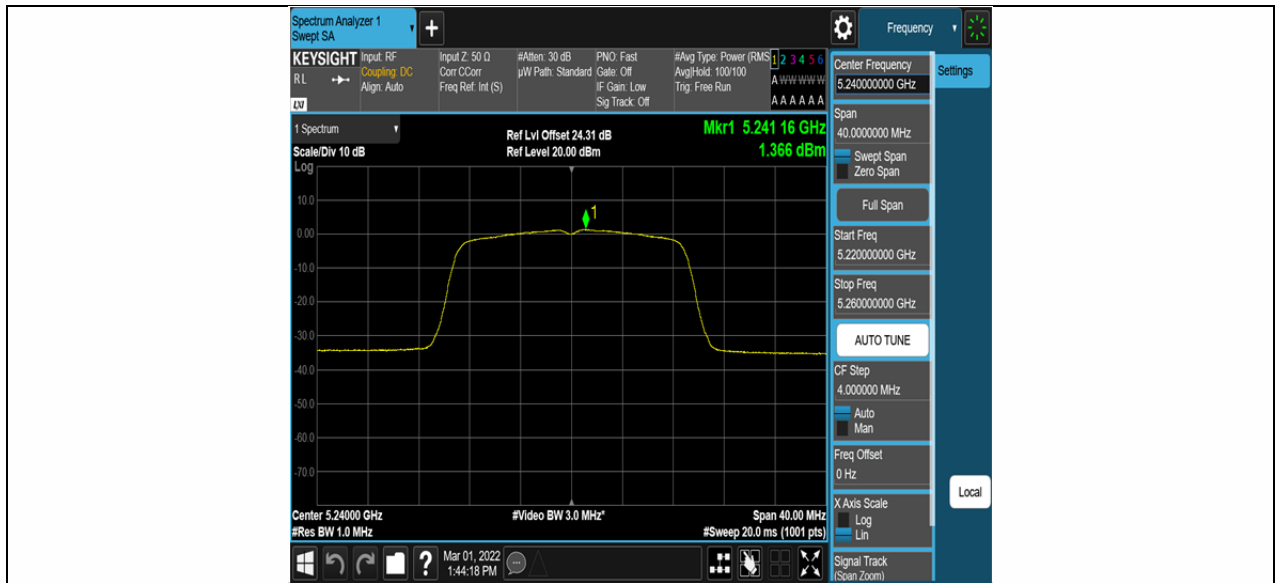 Spectrum Analyzer 1
Swept SA
+
Frequency
KEYSIGHT
RL
LXI
Input: RF
Coupling: DC
Align: Auto
Input Z: 50 Ω
Corr CCorr
Freq Ref: Int (S)
#Atten: 30 dB
µW Path: Standard
PNO: Fast
Gate: Off
IF Gain: Low
Sig Track: Off
#Avg Type: Power (RMS
Avg|Hold: 100/100
Trig: Free Run
1 2 3 4 5 6
A W W W W W
A A A A A A
1 Spectrum
Scale/Div 10 dB
Log
Ref Lvl Offset 24.31 dB
Ref Level 20.00 dBm
Mkr1 5.241 16 GHz
1.366 dBm
1
10.0
0.00
-10.0
-20.0
-30.0
-40.0
-50.0
-60.0
-70.0
Center 5.24000 GHz
#Res BW 1.0 MHz
#Video BW 3.0 MHz*
Span 40.00 MHz
#Sweep 20.0 ms (1001 pts)
?
Mar 01, 2022
1:44:18 PM
Center Frequency
5.240000000 GHz
Span
40.0000000 MHz
Swept Span
Zero Span
Full Span
Start Freq
5.220000000 GHz
Stop Freq
5.260000000 GHz
AUTO TUNE
CF Step
4.000000 MHz
Auto
Man
Freq Offset
0 Hz
X Axis Scale
Log
Lin
Signal Track
(Span Zoom)
Settings
Local